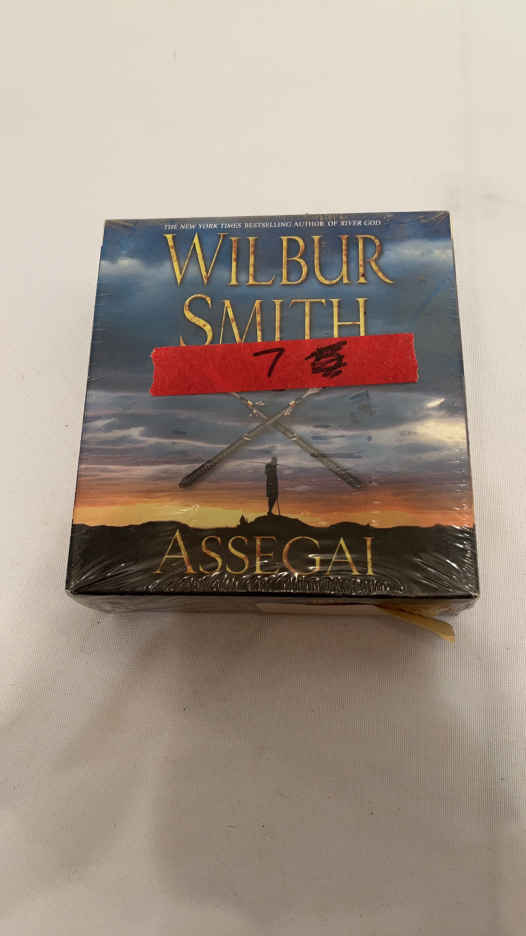 THE NEW YORK TIMES BESTSELLING AUTHOR OF RIVER GOD
WILBUR
SMITH
7
ASSEGAI